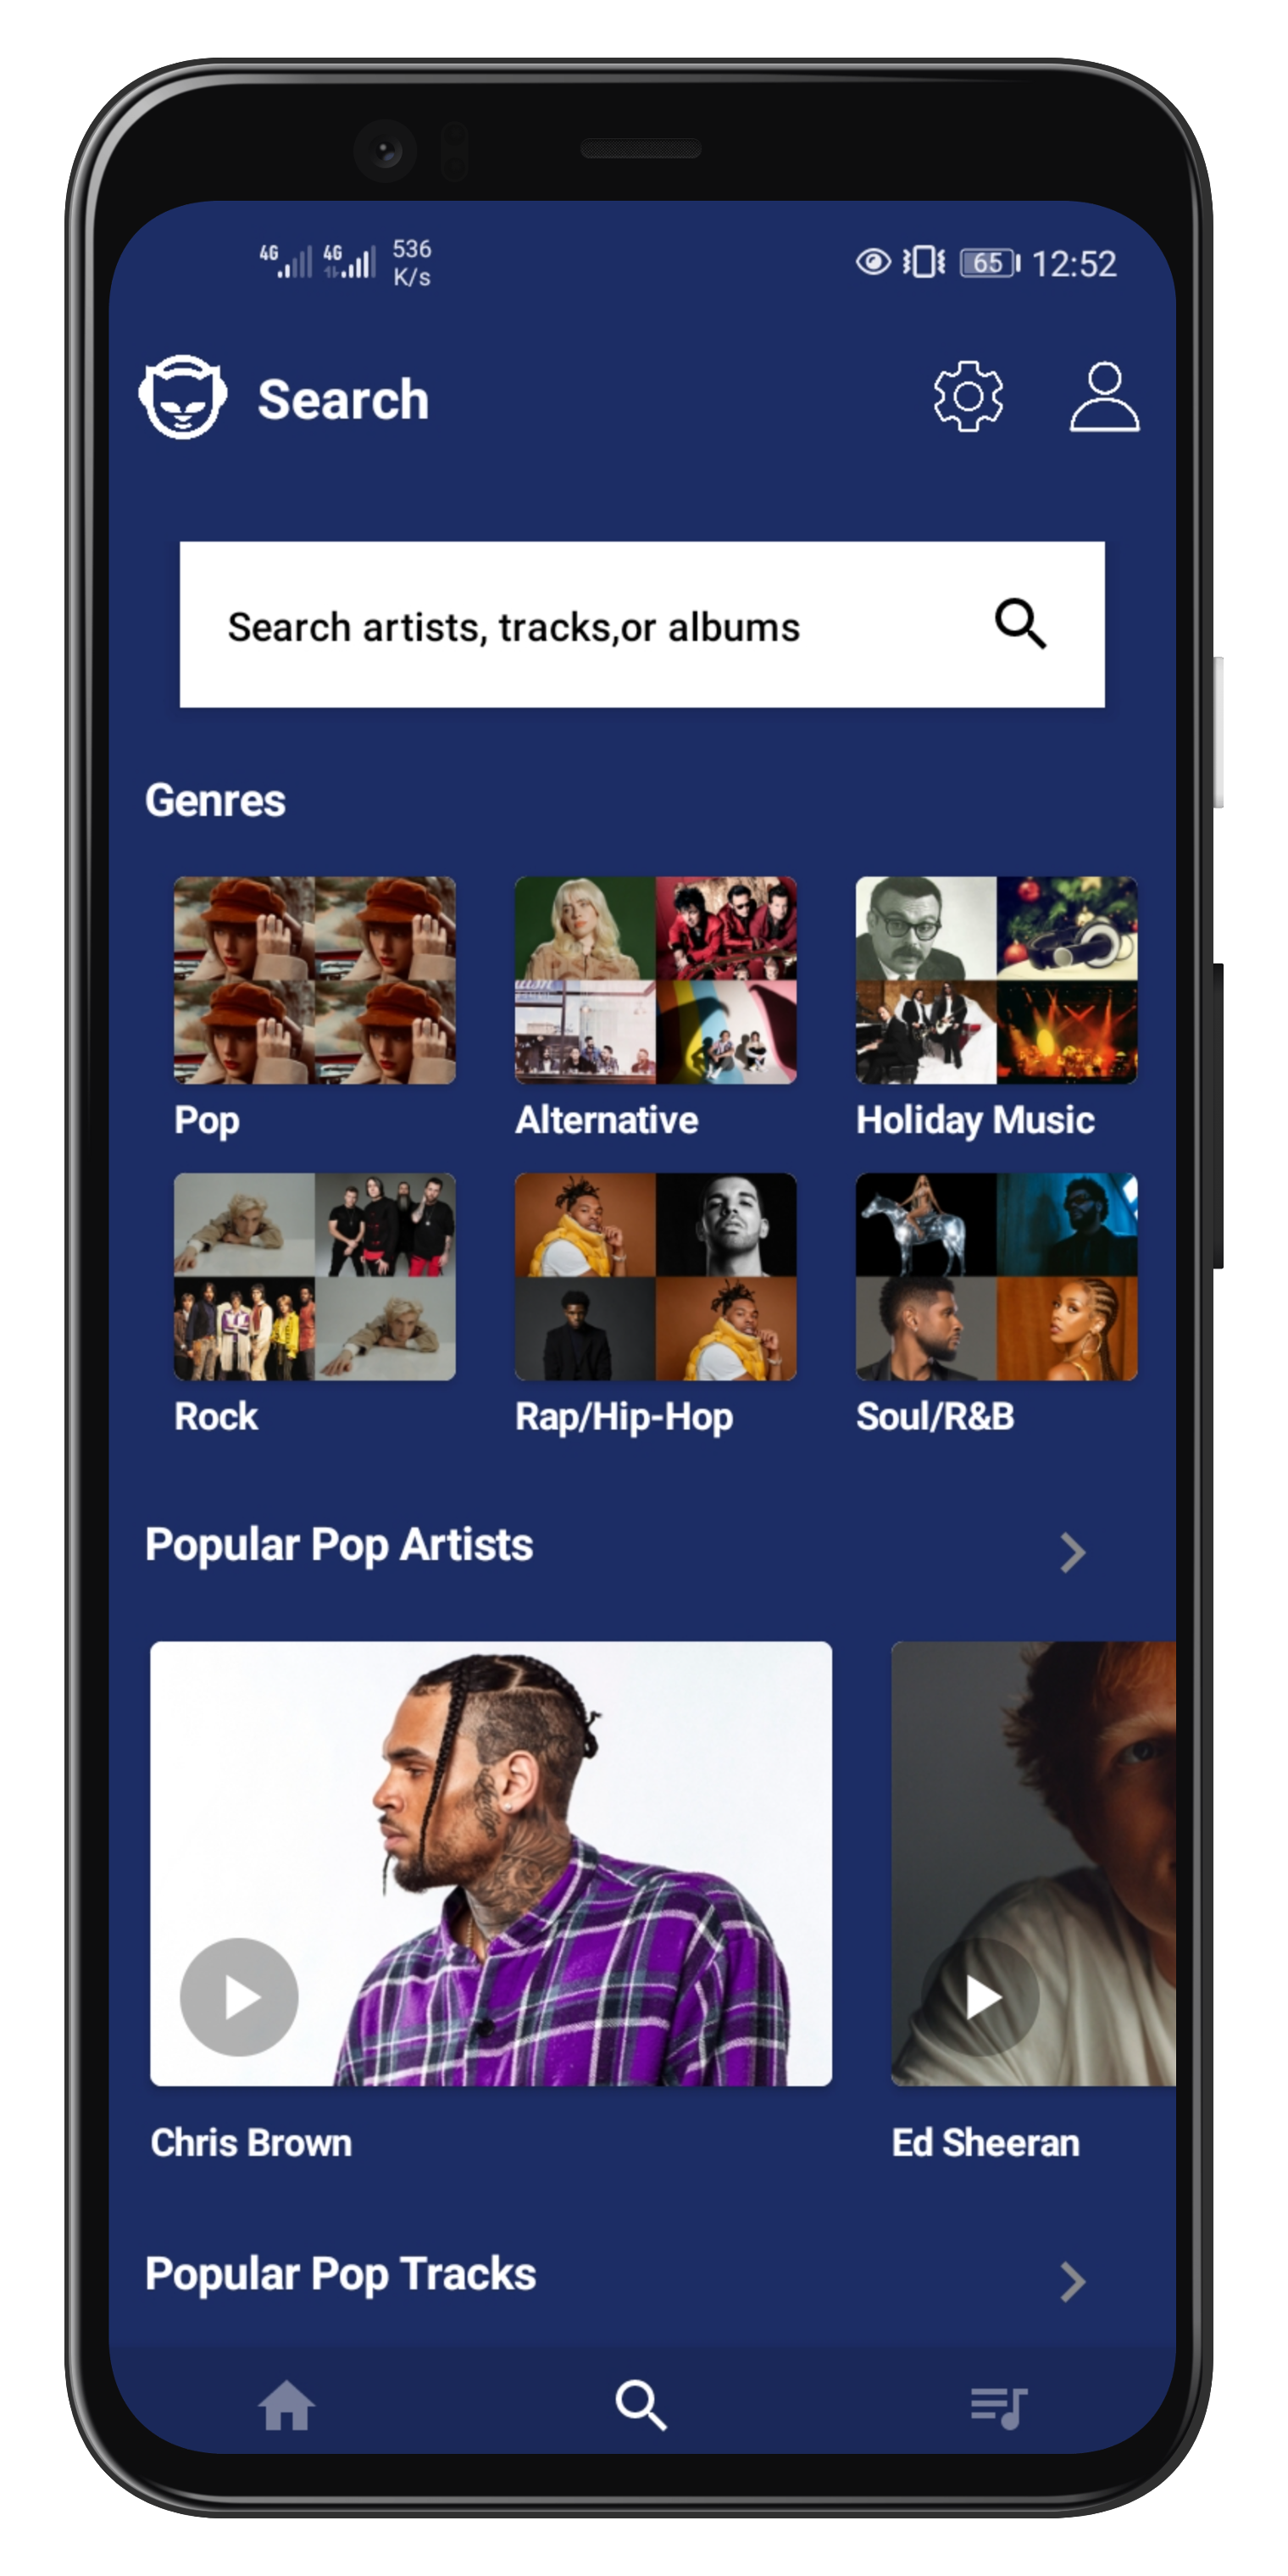 4G 4G 536
K/s
65 12:52
Search
Search artists, tracks,or albums
Genres
Pop Alternative Holiday Music
Rock Rap/Hip-Hop Soul/R&B
Popular Pop Artists
Chris Brown Ed Sheeran
Popular Pop Tracks